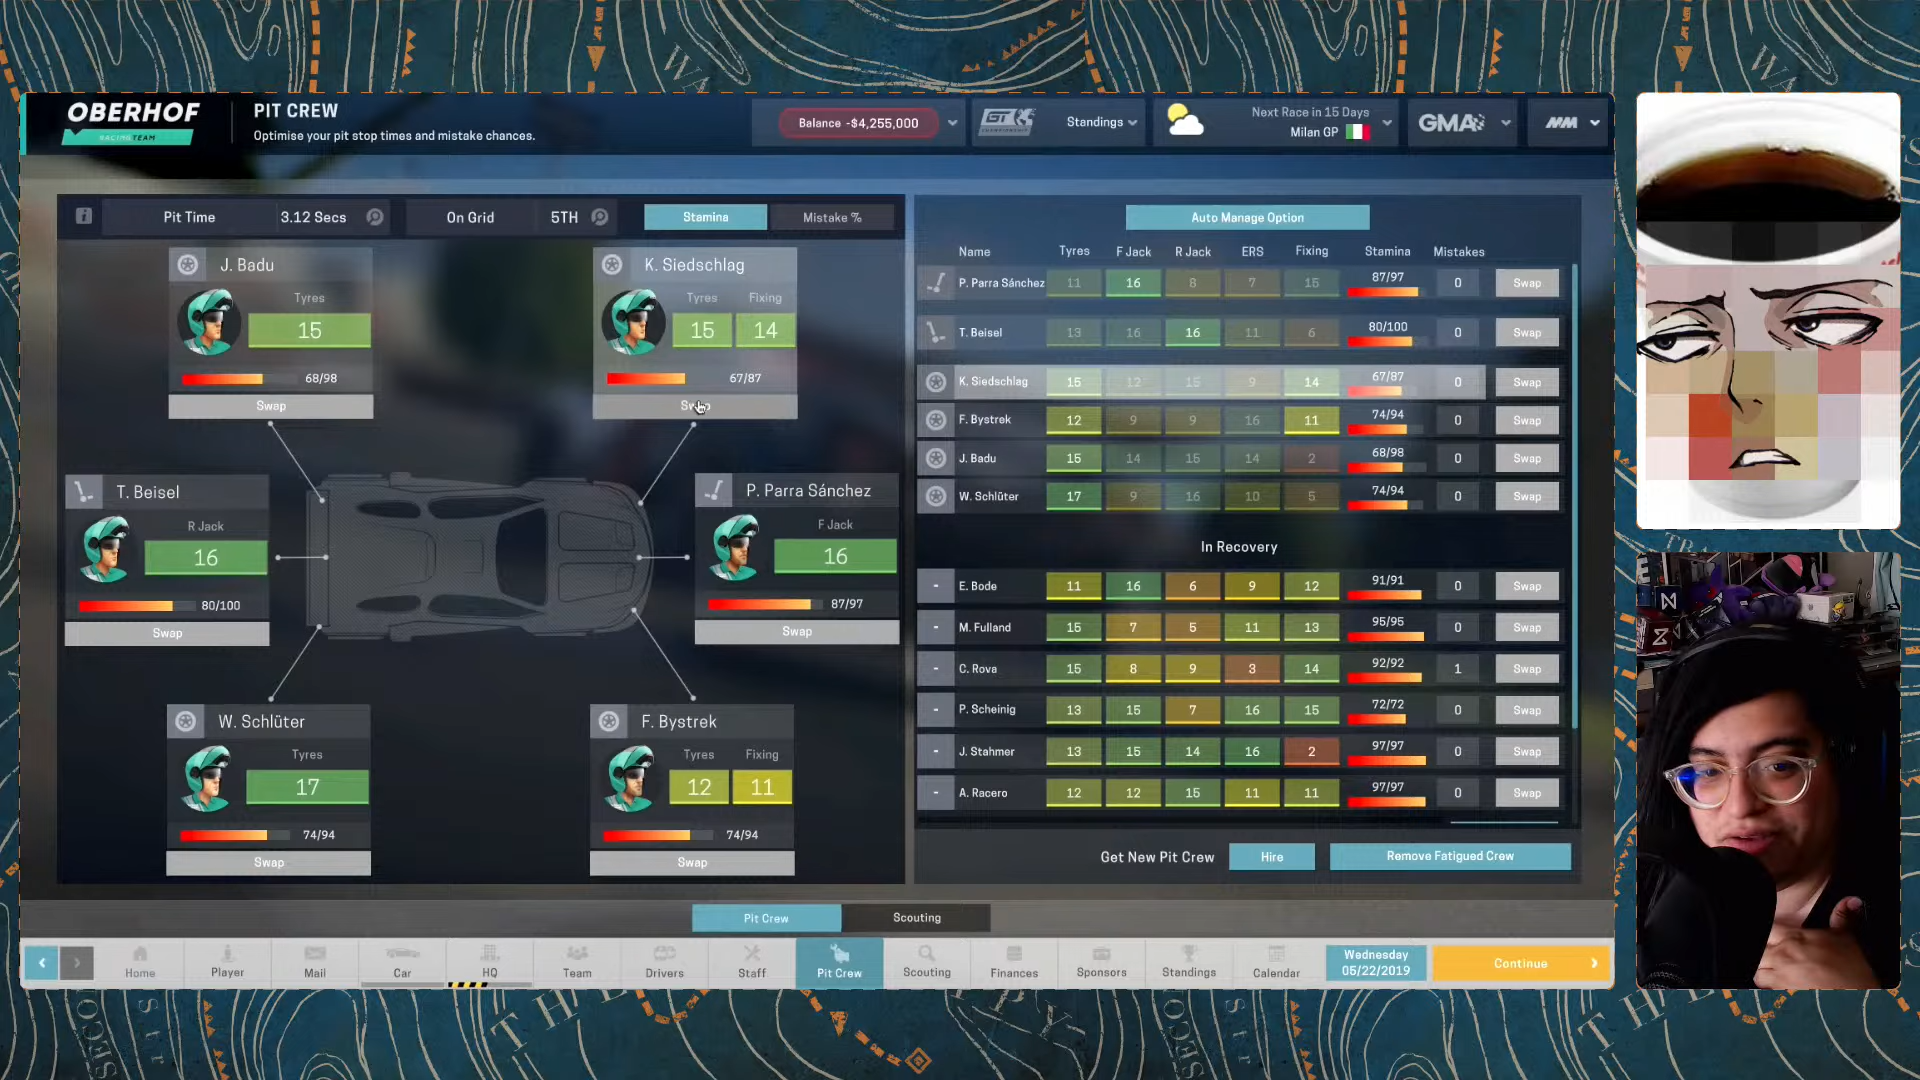 OBERHOF
RACING TEAM
PIT CREW
Optimise your pit stop times and mistake chances.
Balance -$4,255,000
GT
CHAMPIONSHIP
Standings
Next Race in 15 Days
Milan GP
GMA
MM
Pit Time
3.12 Secs
On Grid
5TH
Stamina
Mistake %
J. Badu
Tyres
15
68/98
Swap
K. Siedschlag
Tyres Fixing
15 14
67/87
Swap
T. Beisel
R Jack
16
80/100
Swap
P. Parra Sánchez
F Jack
16
87/97
Swap
W. Schlüter
Tyres
17
74/94
Swap
F. Bystrek
Tyres Fixing
12 11
74/94
Swap
Auto Manage Option
Name Tyres F Jack R Jack ERS Fixing Stamina Mistakes
P. Parra Sánchez 11 16 8 7 15 87/97 0 Swap
T. Beisel 13 16 16 11 6 80/100 0 Swap
K. Siedschlag 15 12 15 9 14 67/87 0 Swap
F. Bystrek 12 9 9 16 11 74/94 0 Swap
J. Badu 15 14 15 14 2 68/98 0 Swap
W. Schlüter 17 9 16 10 5 74/94 0 Swap
In Recovery
- E. Bode 11 16 6 9 12 91/91 0 Swap
- M. Fulland 15 7 5 11 13 95/95 0 Swap
- C. Rova 15 8 9 3 14 92/92 1 Swap
- P. Scheinig 13 15 7 16 15 72/72 0 Swap
- J. Stahmer 13 15 14 16 2 97/97 0 Swap
- A. Racero 12 12 15 11 11 97/97 0 Swap
Get New Pit Crew
Hire
Remove Fatigued Crew
Pit Crew
Scouting
Home
Player
Mail
Car
HQ
Team
Drivers
Staff
Pit Crew
Scouting
Finances
Sponsors
Standings
Calendar
Wednesday
05/22/2019
Continue